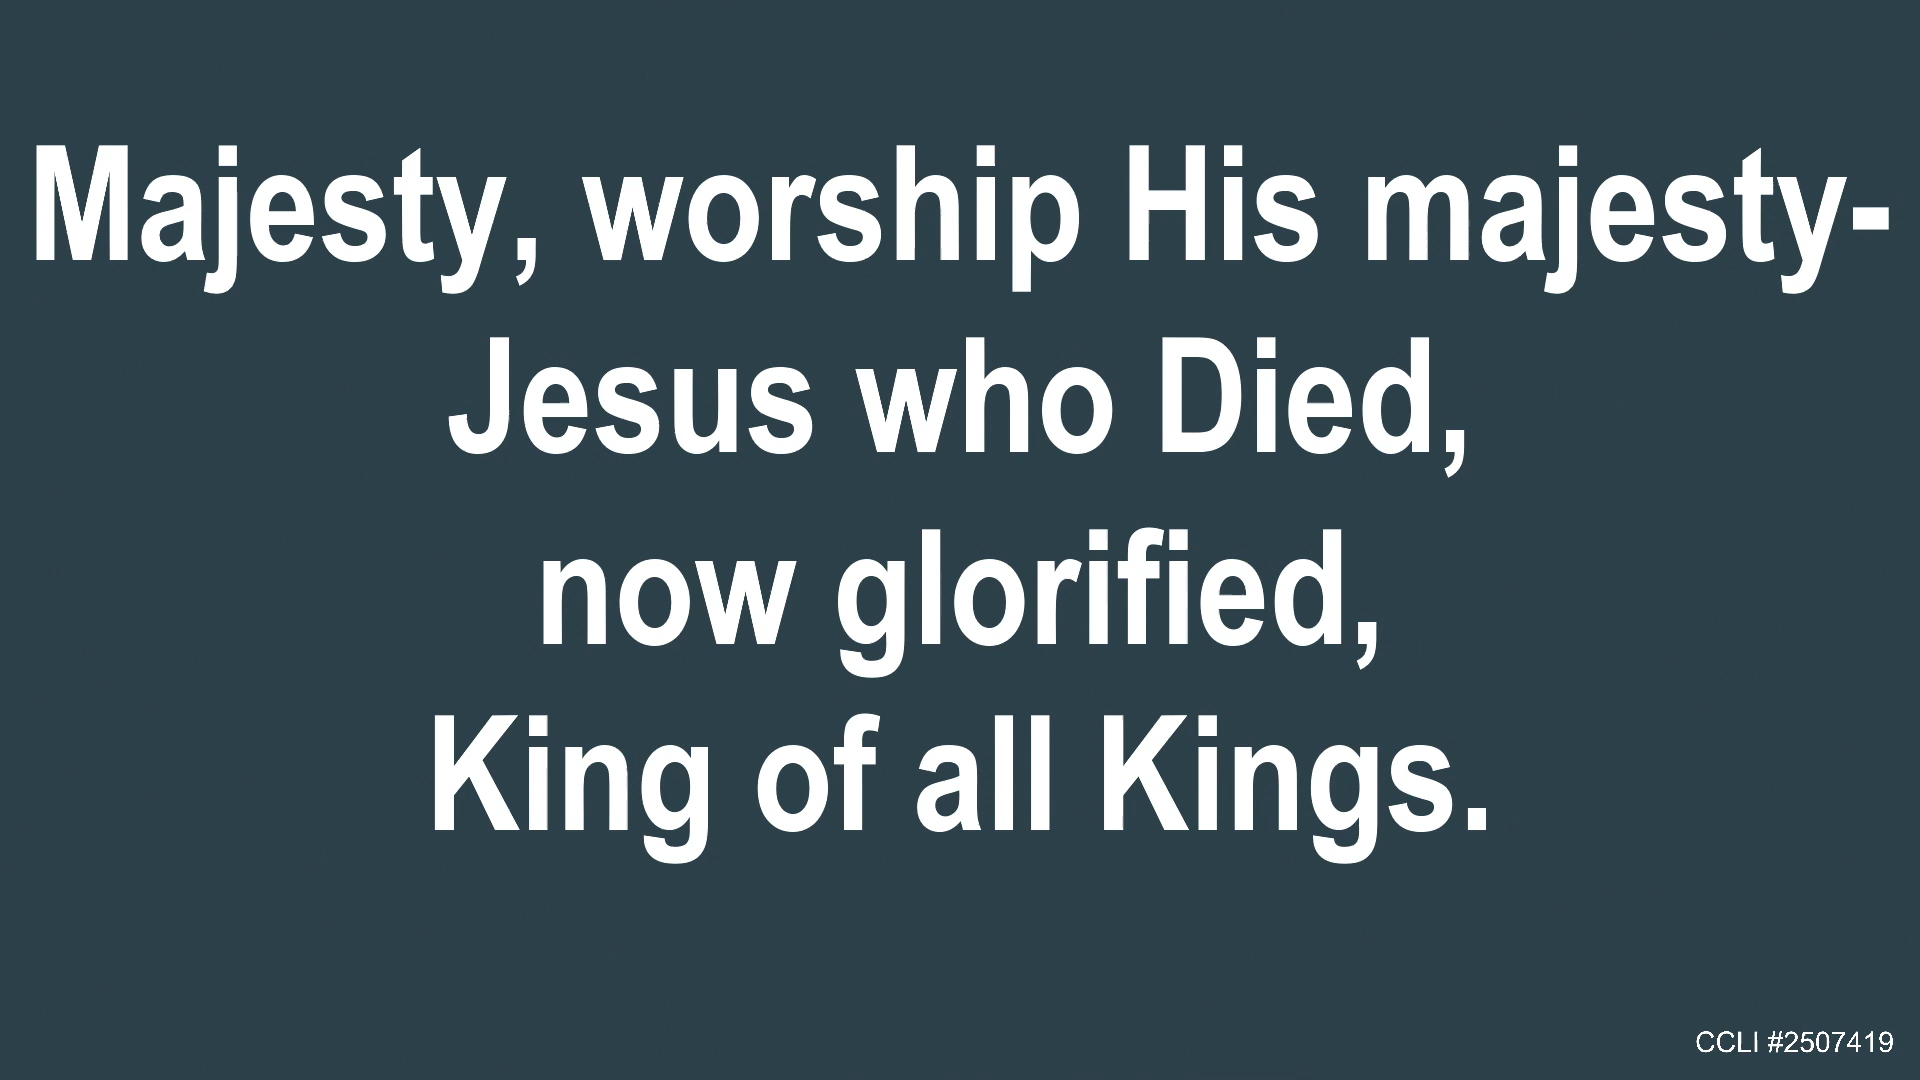 Majesty, worship His majesty-
Jesus who Died,
now glorified,
King of all Kings.
CCLI #2507419